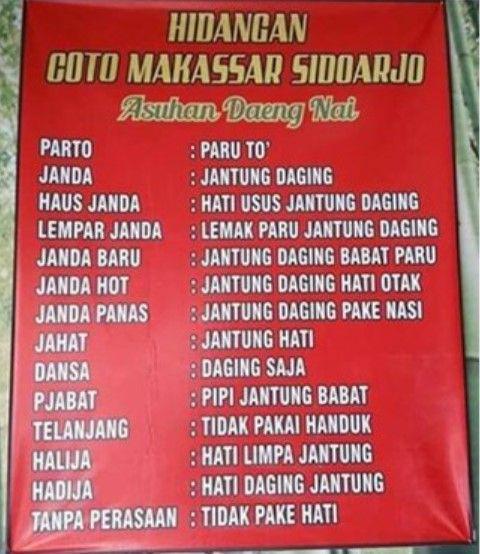 HIDANGAN
COTO MAKASSAR SIDOARJO
Asuhan Daeng Nai
PARTO : PARU TO'
JANDA : JANTUNG DAGING
HAUS JANDA : HATI USUS JANTUNG DAGING
LEMPAR JANDA : LEMAK PARU JANTUNG DAGING
JANDA BARU : JANTUNG DAGING BABAT PARU
JANDA HOT : JANTUNG DAGING HATI OTAK
JANDA PANAS : JANTUNG DAGING PAKE NASI
JAHAT : JANTUNG HATI
DANSA : DAGING SAJA
PJABAT : PIPI JANTUNG BABAT
TELANJANG : TIDAK PAKAI HANDUK
HALIJA : HATI LIMPA JANTUNG
HADIJA : HATI DAGING JANTUNG
TANPA PERASAAN : TIDAK PAKE HATI